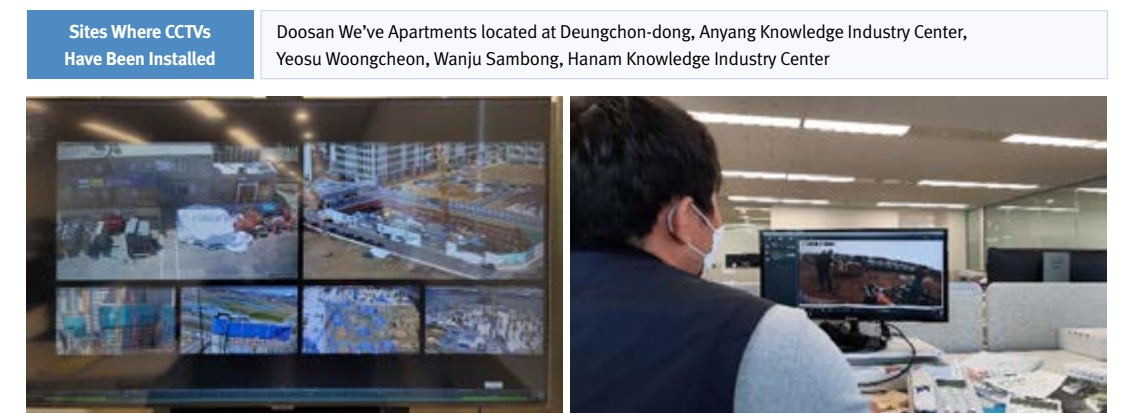 Sites Where CCTVs
Have Been Installed
Doosan We've Apartments located at Deungchon-dong, Anyang Knowledge Industry Center,
Yeosu Woongcheon, Wanju Sambong, Hanam Knowledge Industry Center